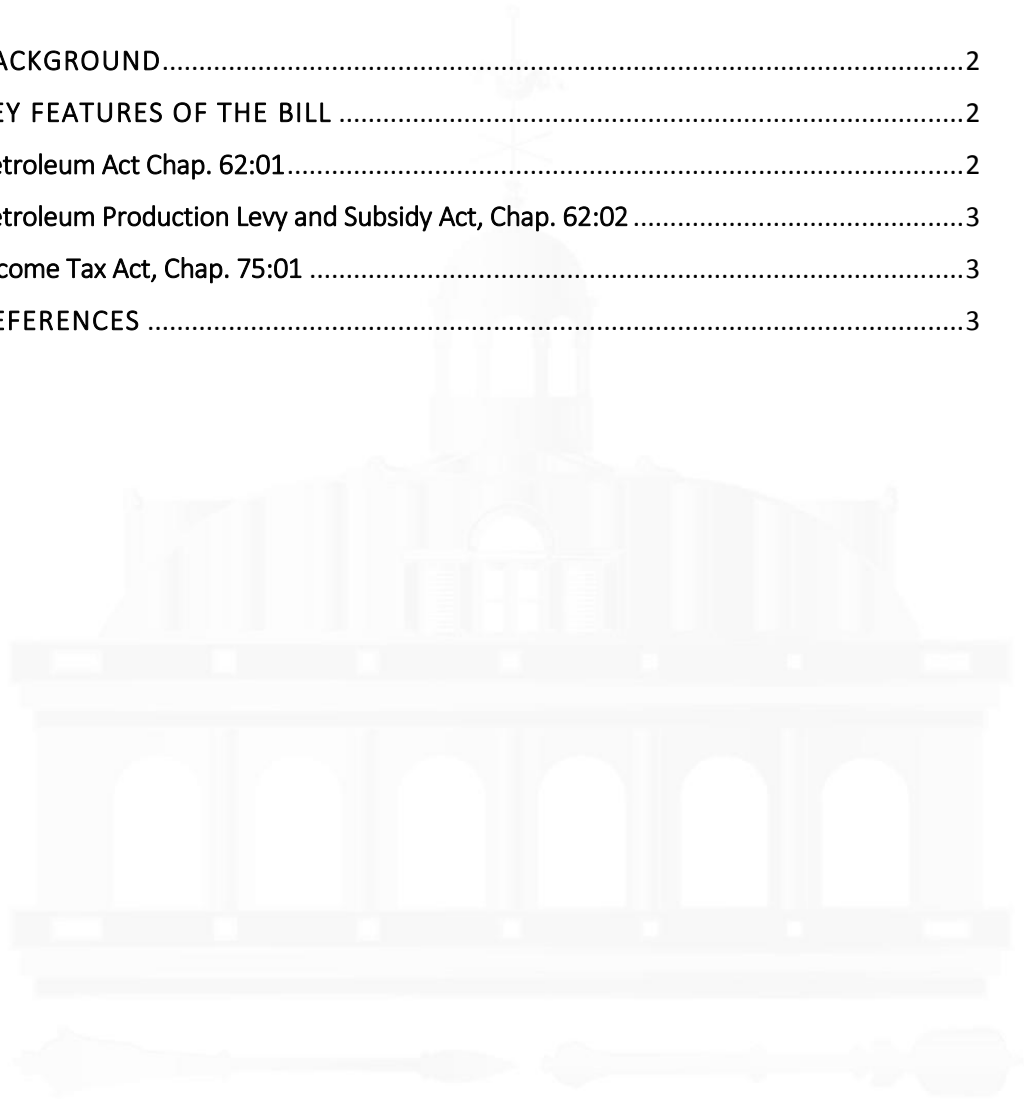 ACKGROUND........................................................................................................2
EY FEATURES OF THE BILL ................................................................................2
etroleum Act Chap. 62:01........................................................................................2
etroleum Production Levy and Subsidy Act, Chap. 62:02.............................................3
come Tax Act, Chap. 75:01 .....................................................................................3
EFERENCES ..........................................................................................................3